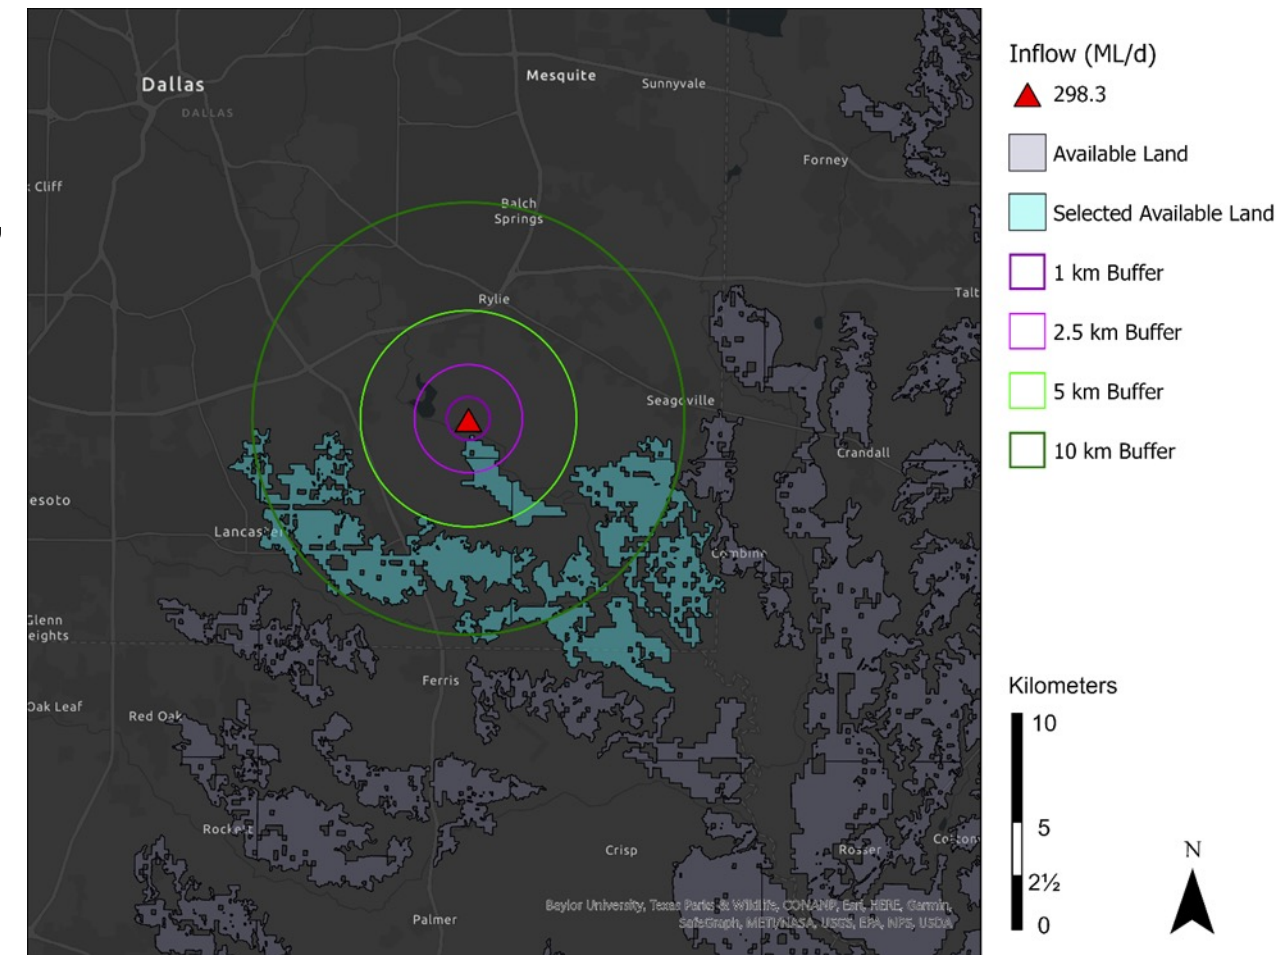 Dallas
DALLAS
Mesquite
Sunnyvale
Cliff
Forney
Balch
Springs
Rylie
Talt
Seagoville
Crandall
esoto
Lancaster
Combine
Glenn
eights
Ferris
Oak Leaf
Red Oak
Rockett
Crisp
Rosser
Cotton
Palmer
Baylor University, Texas Parks & Wildlife, CONANP, Esri, HERE, Garmin,
SafeGraph, METI/NASA, USGS, EPA, NPS, USDA
Inflow (ML/d)
298.3
Available Land
Selected Available Land
1 km Buffer
2.5 km Buffer
5 km Buffer
10 km Buffer
Kilometers
10
5
2½
0
N